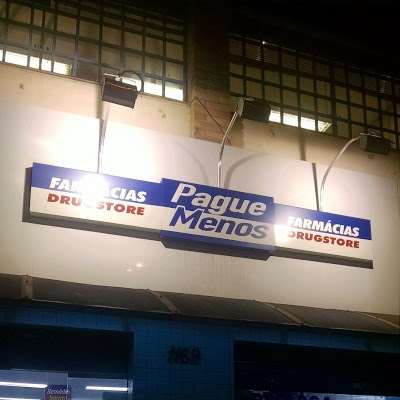 FARMÁCIAS
DRUGSTORE
Pague
Menos
FARMÁCIAS
DRUGSTORE